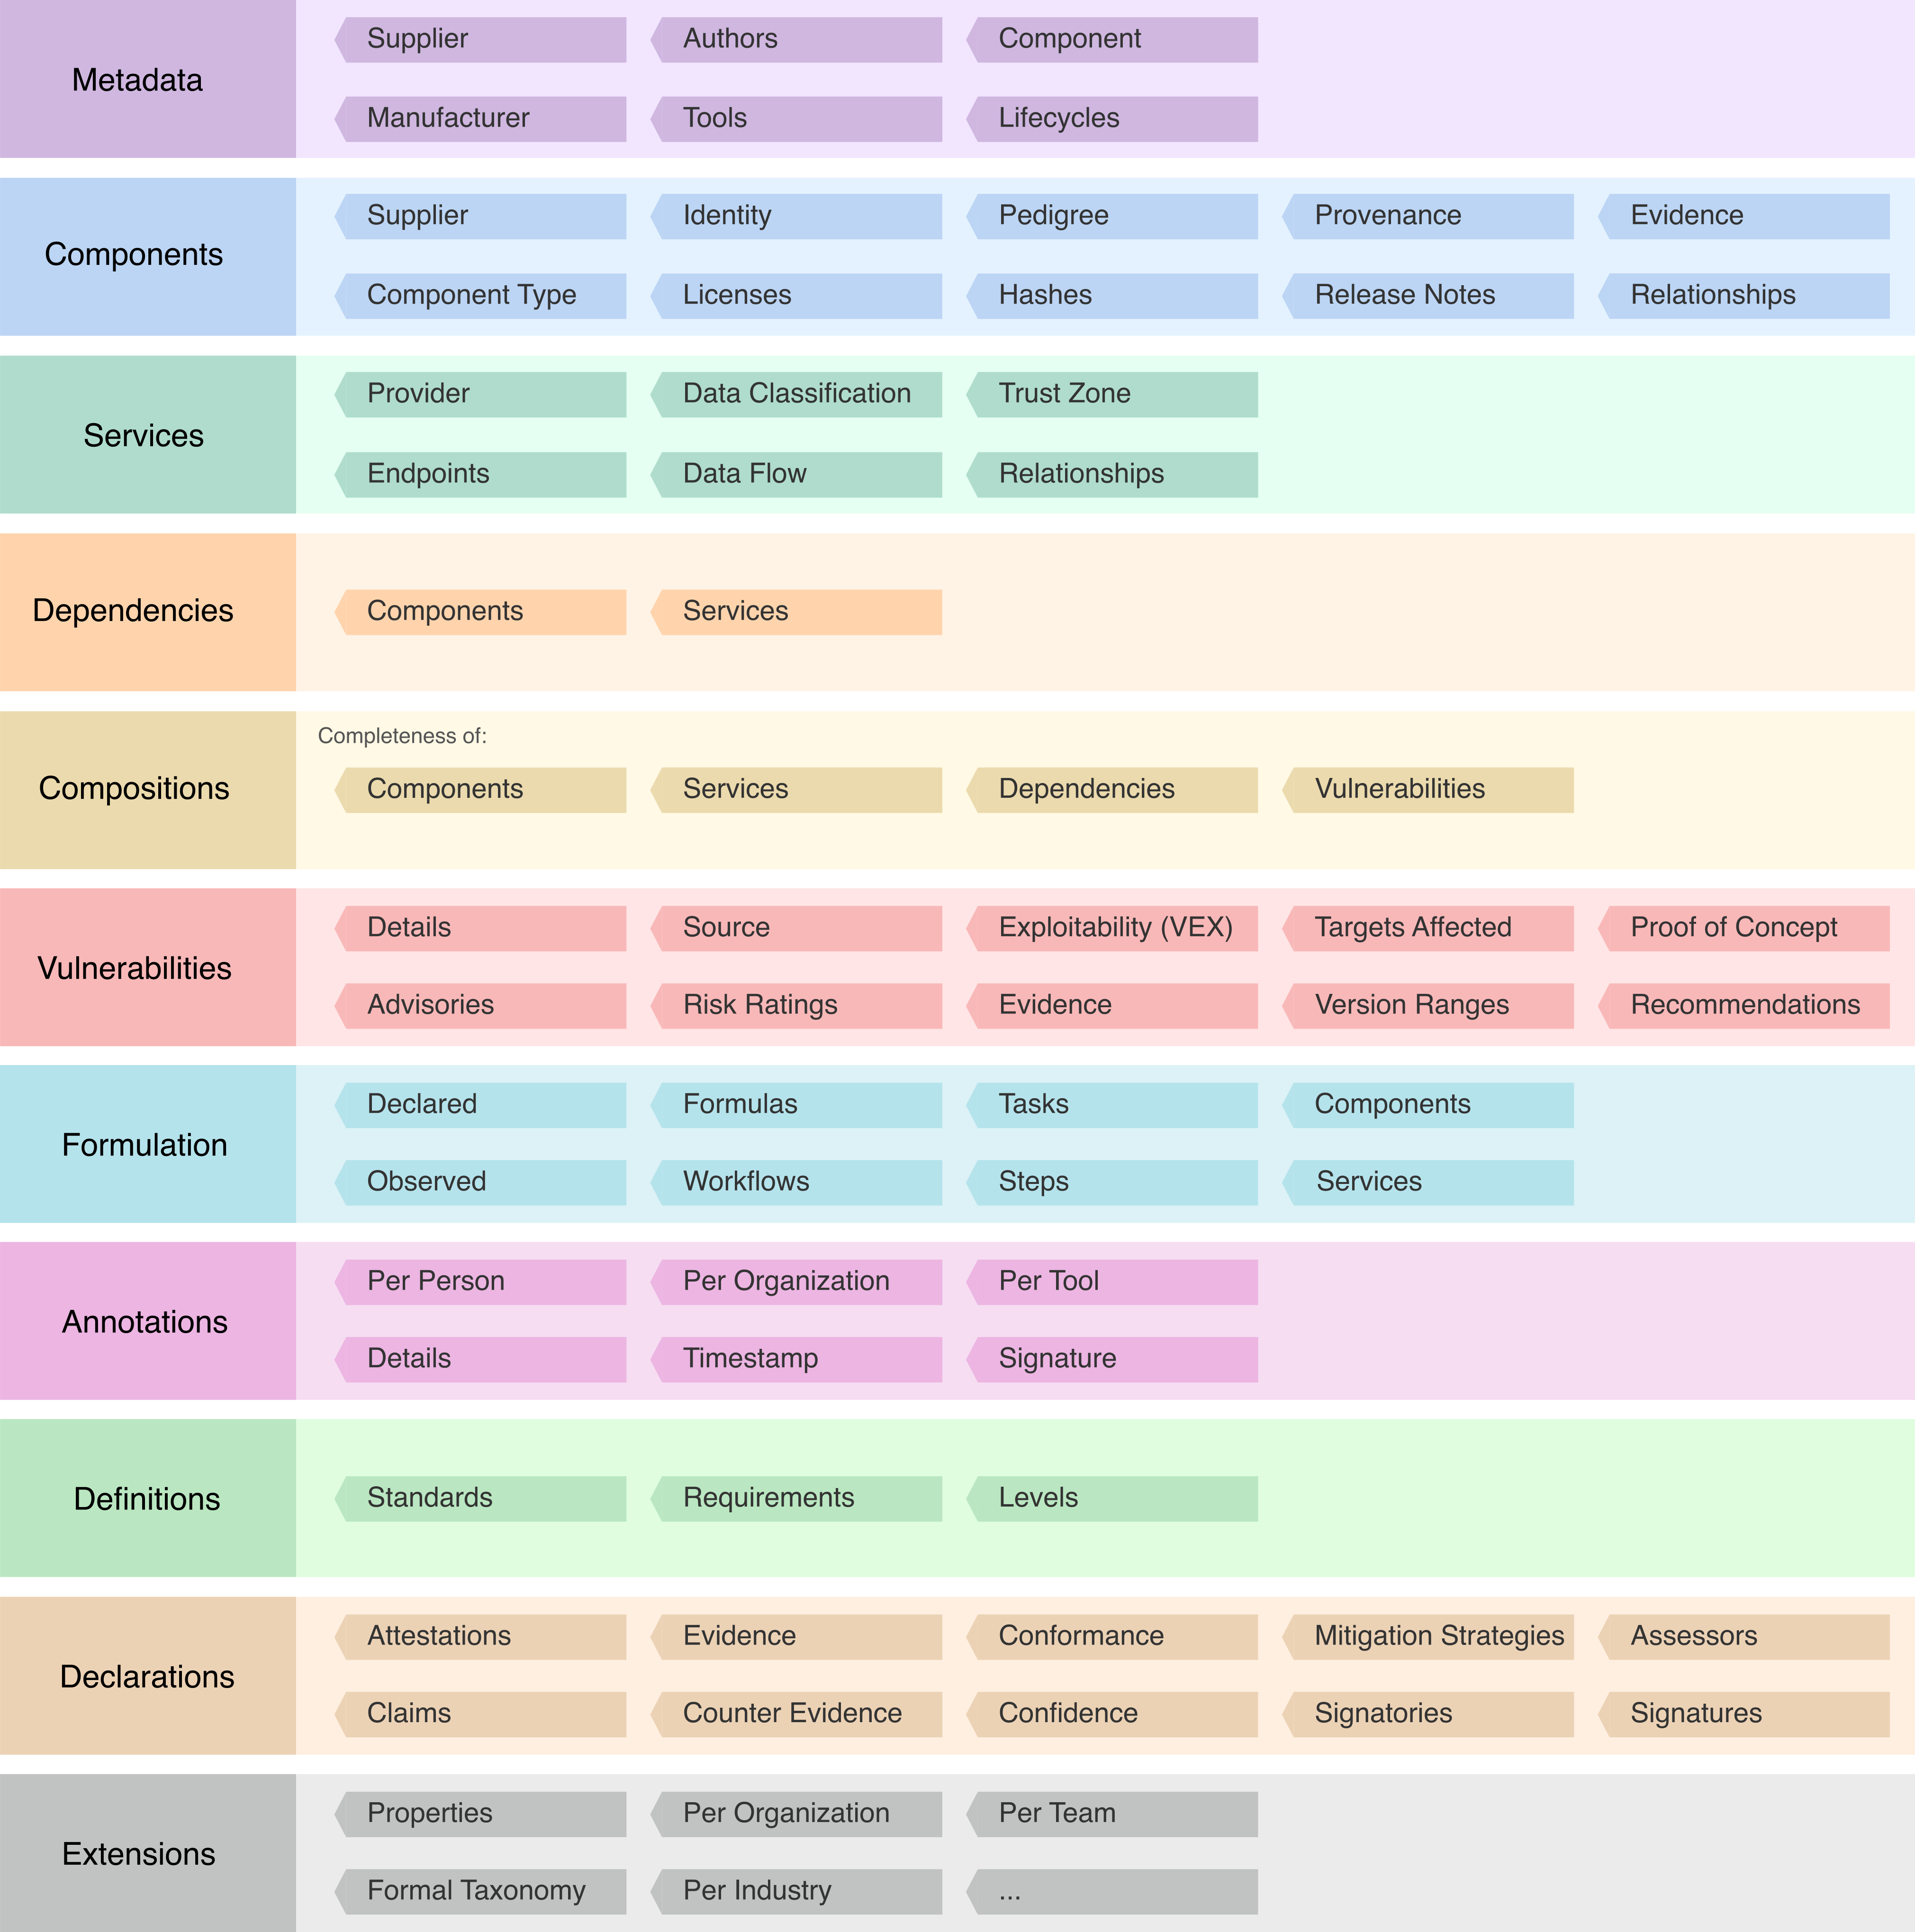 Metadata
Supplier
Authors
Component
Manufacturer
Tools
Lifecycles
Components
Supplier
Identity
Pedigree
Provenance
Evidence
Component Type
Licenses
Hashes
Release Notes
Relationships
Services
Provider
Data Classification
Trust Zone
Endpoints
Data Flow
Relationships
Dependencies
Components
Services
Compositions
Completeness of:
Components
Services
Dependencies
Vulnerabilities
Vulnerabilities
Details
Source
Exploitability (VEX)
Targets Affected
Proof of Concept
Advisories
Risk Ratings
Evidence
Version Ranges
Recommendations
Formulation
Declared
Formulas
Tasks
Components
Observed
Workflows
Steps
Services
Annotations
Per Person
Per Organization
Per Tool
Details
Timestamp
Signature
Definitions
Standards
Requirements
Levels
Declarations
Attestations
Evidence
Conformance
Mitigation Strategies
Assessors
Claims
Counter Evidence
Confidence
Signatories
Signatures
Extensions
Properties
Per Organization
Per Team
Formal Taxonomy
Per Industry
...